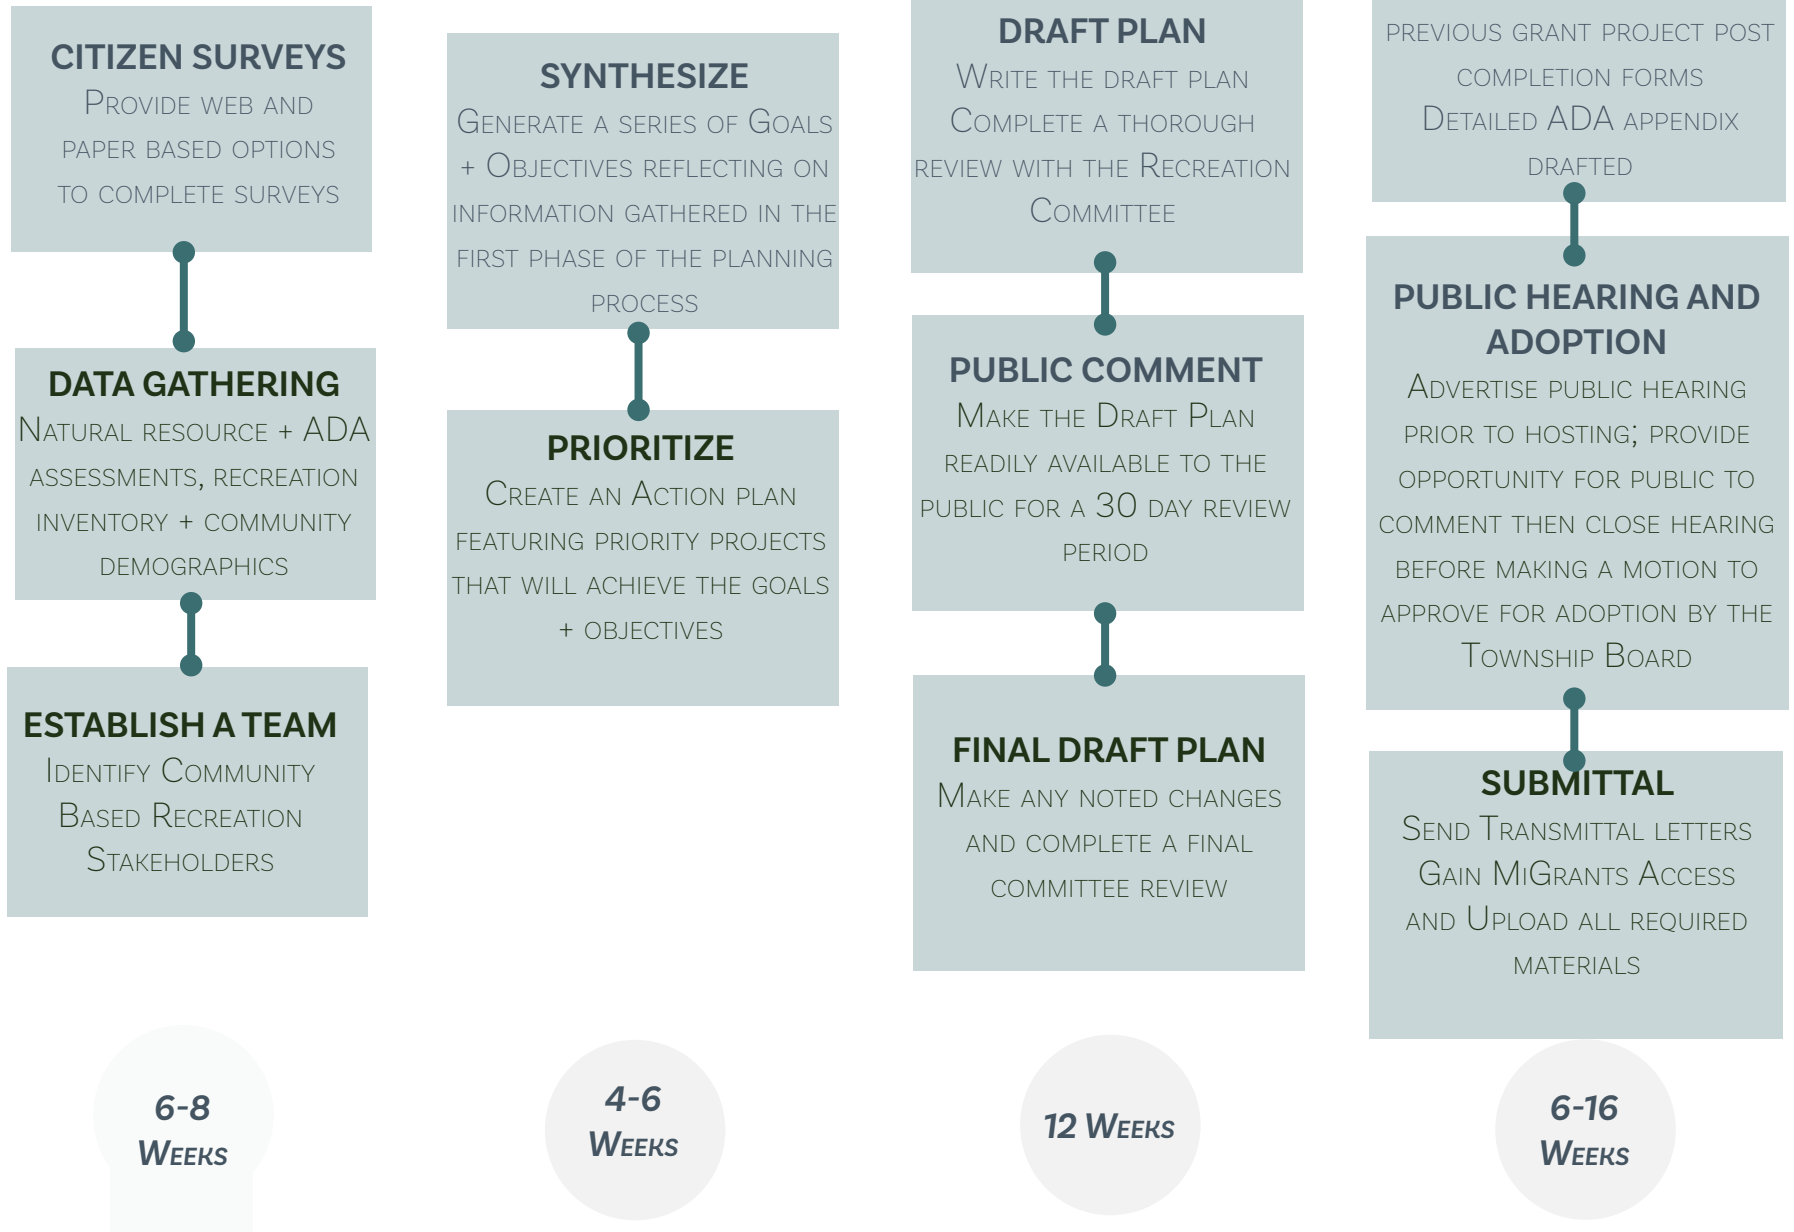 CITIZEN SURVEYS
Provide web and
paper based options
to complete surveys
DATA GATHERING
Natural resource + ADA
assessments, recreation
inventory + community
demographics
ESTABLISH A TEAM
Identify Community
Based Recreation
Stakeholders
6-8
Weeks
SYNTHESIZE
Generate a series of Goals
+ Objectives reflecting on
information gathered in the
first phase of the planning
process
PRIORITIZE
Create an Action plan
featuring priority projects
that will achieve the goals
+ objectives
4-6
Weeks
DRAFT PLAN
Write the draft plan
Complete a thorough
review with the Recreation
Committee
PUBLIC COMMENT
Make the Draft Plan
readily available to the
public for a 30 day review
period
FINAL DRAFT PLAN
Make any noted changes
and complete a final
committee review
12 Weeks
previous grant project post
completion forms
Detailed ADA appendix
drafted
PUBLIC HEARING AND
ADOPTION
Advertise public hearing
prior to hosting; provide
opportunity for public to
comment then close hearing
before making a motion to
approve for adoption by the
Township Board
SUBMITTAL
Send Transmittal letters
Gain MiGrants Access
and Upload all required
materials
6-16
Weeks